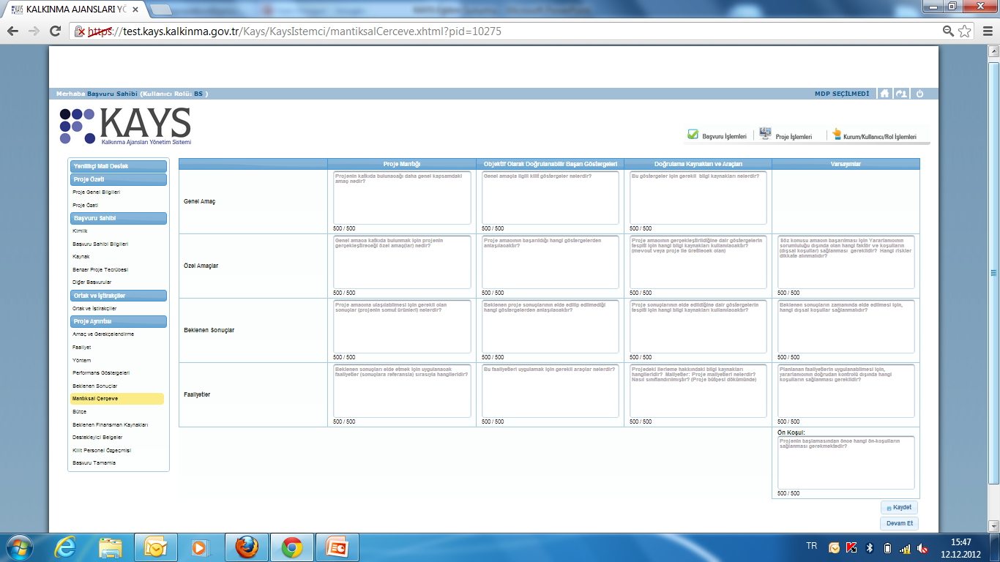 KALKINMA AJANSLARI YÖ
https://test.kays.kalkinma.gov.tr/Kays/KaysIstemci/mantiksalCerceve.xhtml?pid=10275
Merhaba Başvuru Sahibi (Kullanıcı Rolü: BS )
MDP SEÇİLMEDİ
KAYS
Kalkınma Ajansları Yönetim Sistemi
Başvuru İşlemleri
Proje İşlemleri
Kurum/Kullanıcı/Rol İşlemleri
Yenilikçi Mali Destek
Proje Özeti
Proje Genel Bilgileri
Proje Özeti
Başvuru Sahibi
Kimlik
Başvuru Sahibi Bilgileri
Kaynak
Benzer Proje Tecrübesi
Diğer Başvurular
Ortak ve İştirakçiler
Ortak ve İştirakçiler
Proje Ayrıntısı
Amaç ve Gerekçelendirme
Faaliyet
Yöntem
Performans Göstergeleri
Beklenen Sonuçlar
Mantıksal Çerçeve
Bütçe
Beklenen Finansman Kaynakları
Destekleyici Belgeler
Kilit Personel Özgeçmişi
Başvuru Tamamla
Proje Mantığı
Objektif Olarak Doğrulanabilir Başarı Göstergeleri
Doğrulama Kaynakları ve Araçları
Varsayımlar
Genel Amaç
Projenin katkıda bulunacağı daha genel kapsamdaki
amaç nedir?
500 / 500
Genel amaçla ilgili kilit göstergeler nelerdir?
500 / 500
Bu göstergeler için gerekli bilgi kaynakları nelerdir?
500 / 500
Özel Amaçlar
Genel amaca katkıda bulunmak için projenin
gerçekleştireceği özel amaç(lar) nedir?
500 / 500
Proje amacının başarıldığı hangi göstergelerden
anlaşılacaktır?
500 / 500
Proje amacının gerçekleştirildiğine dair göstergelerin
tespiti için hangi bilgi kaynakları kullanılacaktır?
(mevcut veya proje ile üretilecek olan)
500 / 500
Söz konusu amacın başarılması için Yararlanıcının
sorumluluğu dışında olan hangi faktör ve koşulların
(dışsal koşullar) sağlanması gereklidir? Hangi riskler
dikkate alınmalıdır?
500 / 500
Beklenen Sonuçlar
Proje amacına ulaşılabilmesi için gerekli olan
sonuçlar (projenin somut ürünleri) nelerdir?
500 / 500
Beklenen proje sonuçlarının elde edilip edilmediği
hangi göstergelerden anlaşılacaktır?
500 / 500
Proje sonuçlarının elde edildiğine dair göstergelerin
tespiti için hangi bilgi kaynakları kullanılacaktır?
500 / 500
Beklenen sonuçların zamanında elde edilmesi için,
hangi dışsal koşullar sağlanmalıdır?
500 / 500
Faaliyetler
Beklenen sonuçları elde etmek için uygulanacak
faaliyetler (sonuçlara referansla) sırasıyla hangileridir?
500 / 500
Bu faaliyetleri uygulamak için gerekli araçlar nelerdir?
500 / 500
Projedeki ilerleme hakkındaki bilgi kaynakları
hangileridir? Maliyetler: Proje maliyetleri nelerdir?
Nasıl sınıflandırılmıştır? (Proje bütçesi dökümünde)
500 / 500
Planlanan faaliyetlerin uygulanabilmesi için,
yararlanıcının doğrudan kontrolü dışında hangi
koşulların sağlanması gereklidir?
500 / 500
Ön Koşul:
Projenin başlamasından önce hangi ön-koşulların
sağlanması gerekmektedir?
500 / 500
Kaydet
Devam Et
TR
15:47
12.12.2012